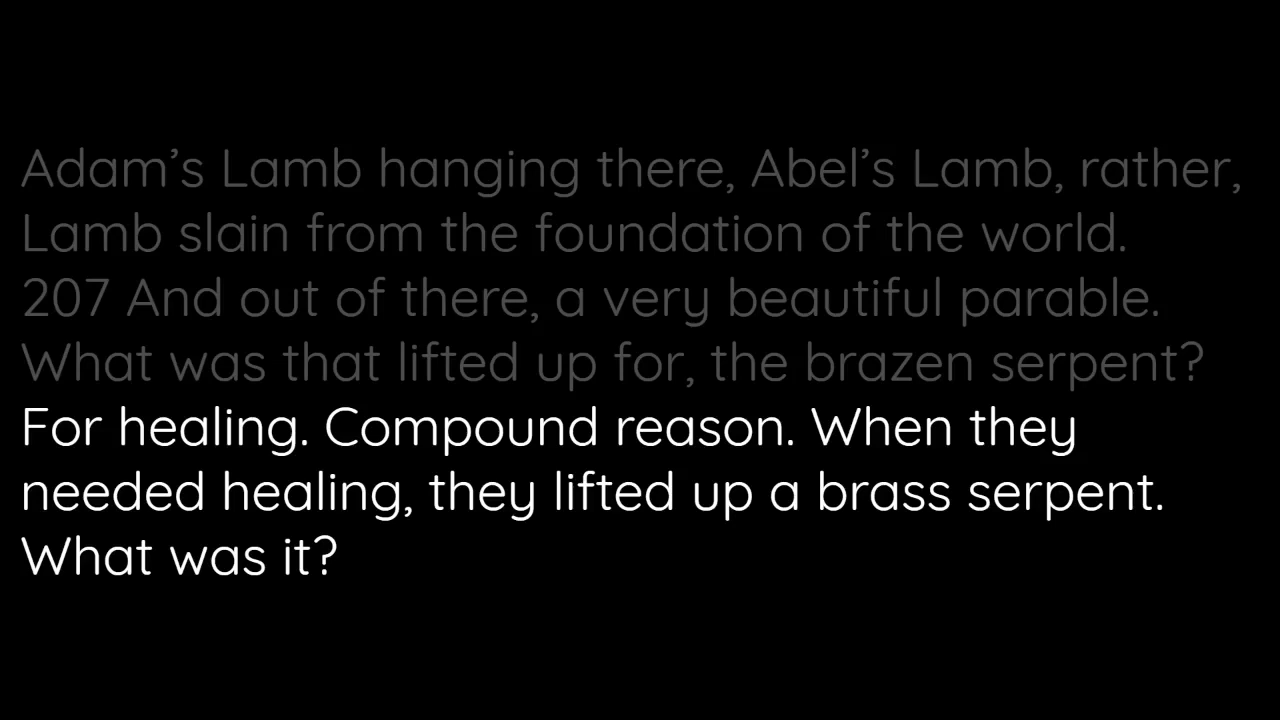 Adam’s Lamb hanging there, Abel’s Lamb, rather,
Lamb slain from the foundation of the world.
207 And out of there, a very beautiful parable.
What was that lifted up for, the brazen serpent?
For healing. Compound reason. When they
needed healing, they lifted up a brass serpent.
What was it?